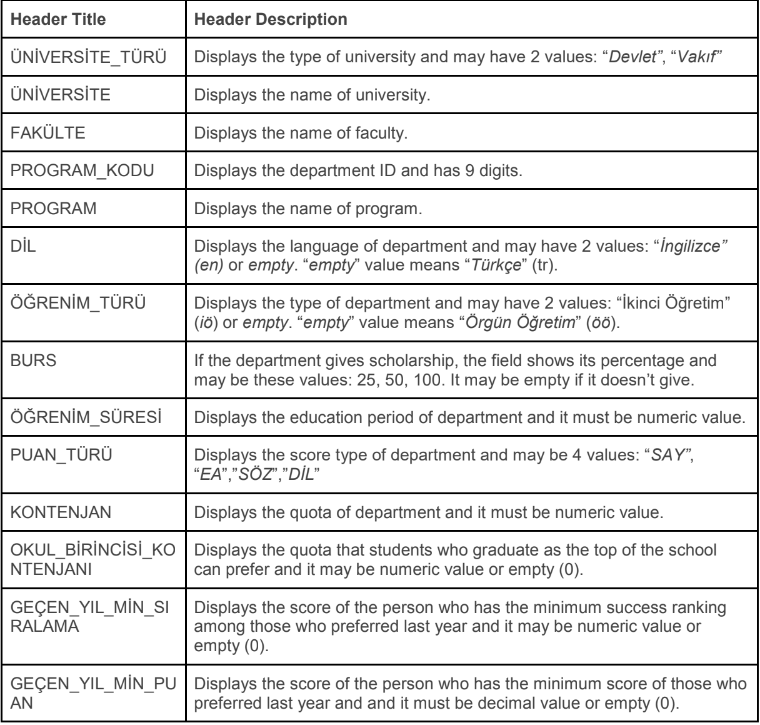 Header Title
Header Description
ÜNİVERSİTE_TÜRÜ
Displays the type of university and may have 2 values: “Devlet”, “Vakıf”
ÜNİVERSİTE
Displays the name of university.
FAKÜLTE
Displays the name of faculty.
PROGRAM_KODU
Displays the department ID and has 9 digits.
PROGRAM
Displays the name of program.
DİL
Displays the language of department and may have 2 values: “İngilizce”
(en) or empty. “empty” value means “Türkçe” (tr).
ÖĞRENİM_TÜRÜ
Displays the type of department and may have 2 values: “İkinci Öğretim”
(iö) or empty. “empty” value means “Örgün Öğretim” (öö).
BURS
If the department gives scholarship, the field shows its percentage and
may be these values: 25, 50, 100. It may be empty if it doesn’t give.
ÖĞRENİM_SÜRESİ
Displays the education period of department and it must be numeric value.
PUAN_TÜRÜ
Displays the score type of department and may be 4 values: “SAY”,
“EA”,”SÖZ”,”DİL”
KONTENJAN
Displays the quota of department and it must be numeric value.
OKUL_BİRİNCİSİ_KO
NTENJANI
Displays the quota that students who graduate as the top of the school
can prefer and it may be numeric value or empty (0).
GEÇEN_YIL_MİN_SI
RALAMA
Displays the score of the person who has the minimum success ranking
among those who preferred last year and it may be numeric value or
empty (0).
GEÇEN_YIL_MİN_PU
AN
Displays the score of the person who has the minimum score of those who
preferred last year and and it must be decimal value or empty (0).